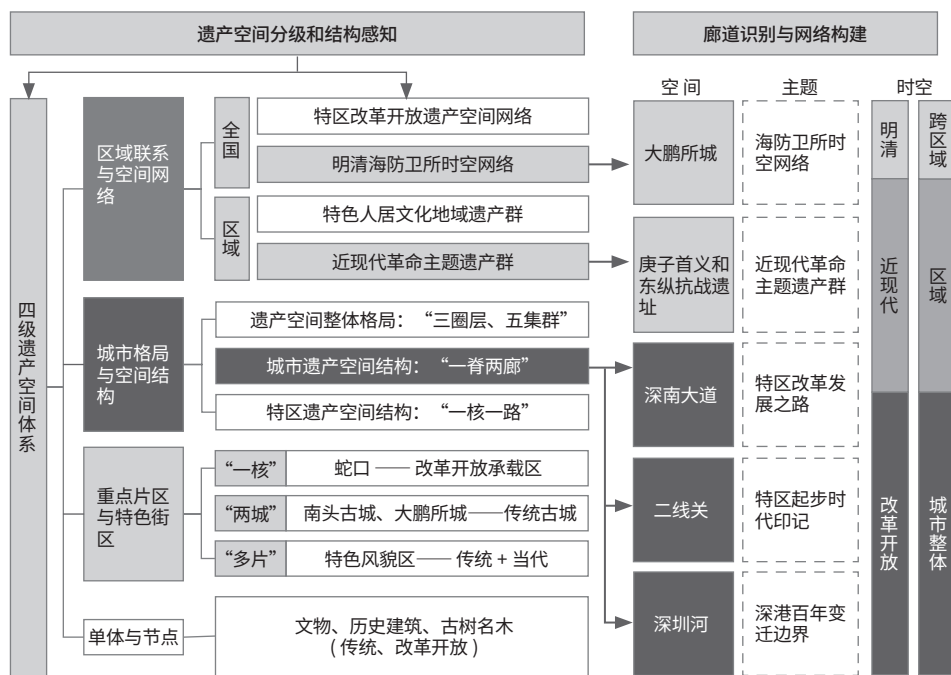 遗产空间分级和结构感知
廊道识别与网络构建
四级遗产空间体系
区域联系
与空间网
络
全国
特区改革开放遗产空间网络
明清海防卫所时空网络
区域
特色人居文化地域遗产群
近现代革命主题遗产群
城市格局
与空间结
构
遗产空间整体格局：“三圈层、五集群”
城市遗产空间结构：“一脊两廊”
特区遗产空间结构：“一核一路”
重点片区
与特色街
区
“一核”
蛇口 —— 改革开放承载区
“两城”
南头古城、大鹏所城——传统古城
“多片”
特色风貌区—— 传统 + 当代
单体与节点
文物、历史建筑、古树名木
( 传统、改革开放 )
空 间
主题
时空
大鹏所城
海防卫所时
空网络
庚子首义和
东纵抗战遗
址
近现代革命
主题遗产群
深南大道
特区改革发
展之路
二线关
特区起步时
代印记
深圳河
深港百年变
迁边界
明清
近现代
改革开放
跨区域
区域
城市整体